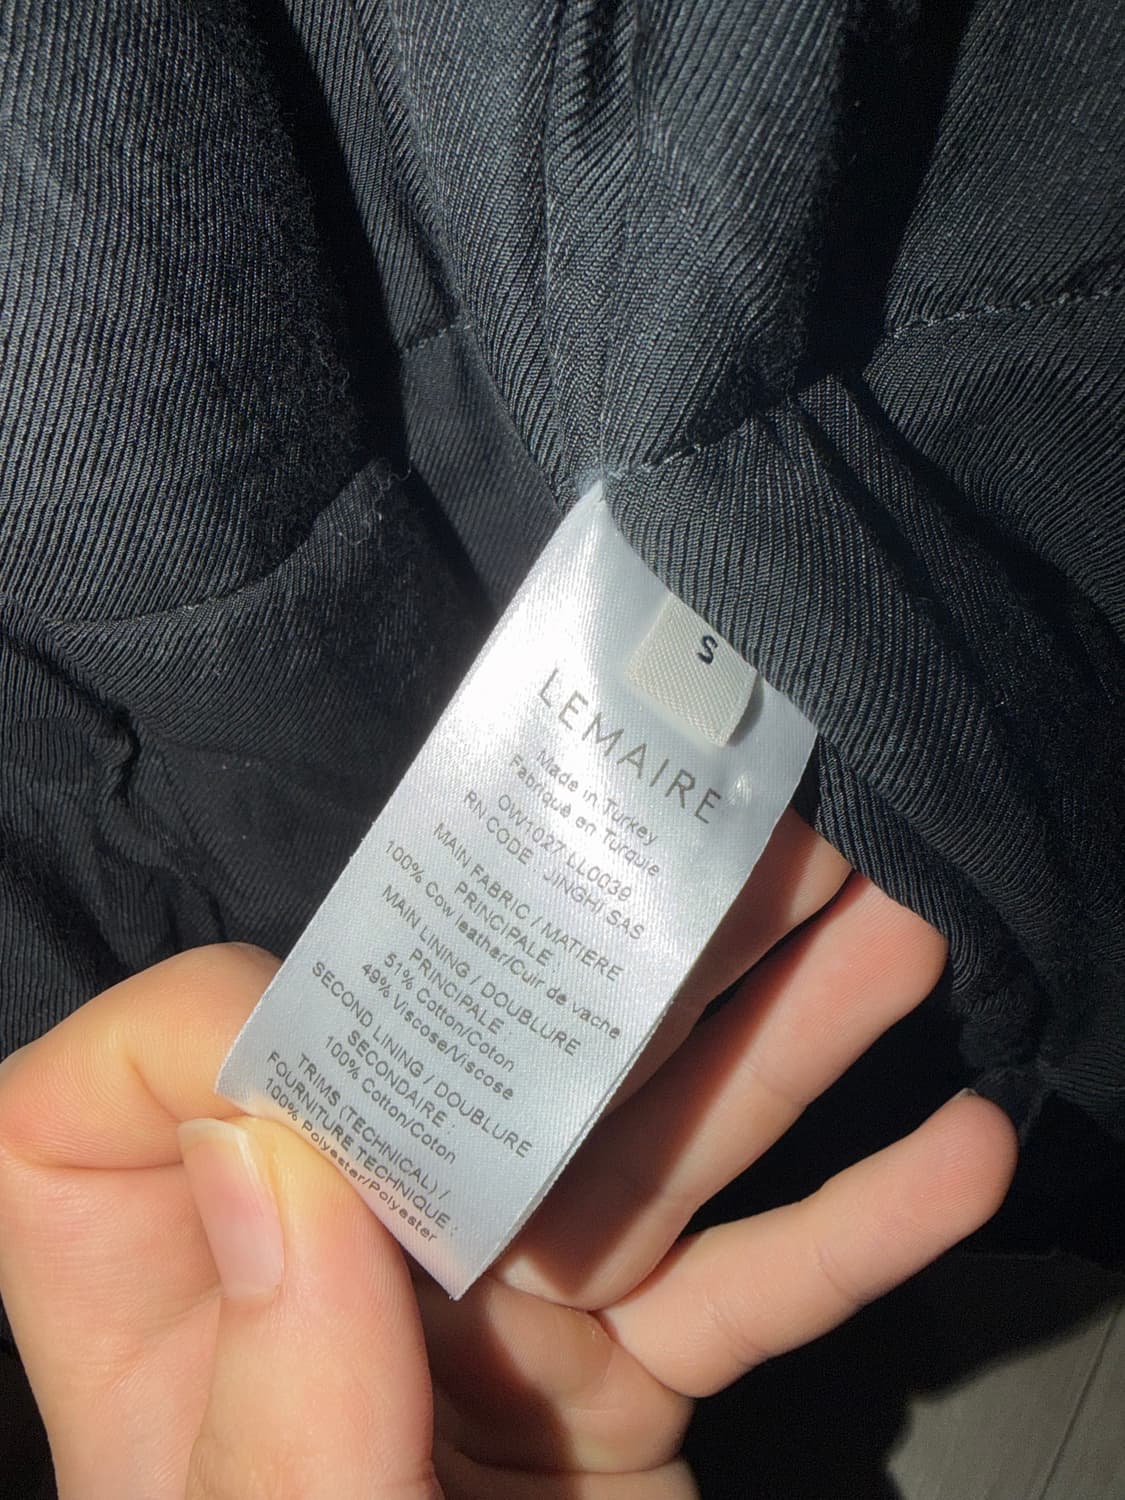 S
LEMAIRE
Made in Turkey
Fabriqué en Turquie
OW1027 LL0039
RN CODE : JINGHI SAS
MAIN FABRIC / MATIERE
PRINCIPALE :
100% Cow leather/Cuir de vache
MAIN LINING / DOUBLURE
PRINCIPALE :
51% Cotton/Coton
49% Viscose/Viscose
SECOND LINING / DOUBLURE
SECONDAIRE :
100% Cotton/Coton
TRIMS (TECHNICAL) /
FOURNITURE TECHNIQUE :
100% Polyester/Polyester